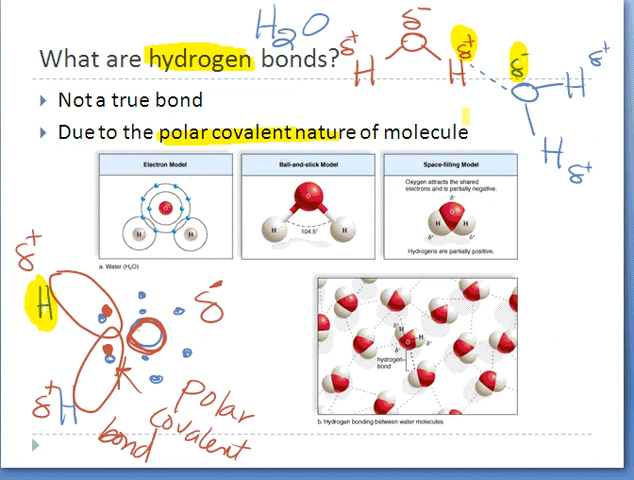 H2O
What are hydrogen bonds?
δ+ δ- δ+ δ- δ+
H O H O H
H δ+
Not a true bond
Due to the polar covalent nature of molecule
Electron Model
Ball-and-stick Model
Space-filling Model
Oxygen attracts the shared
electrons and is partially negative.
δ-
O
H H
O
H H
104.5°
O
H H
δ+ δ+
Hydrogens are partially positive.
a. Water (H2O)
δ+
H
δ-
δ+ H
polar
covalent
bond
δ+ H
O H δ+
δ-
hydrogen
bond
b. Hydrogen bonding between water molecules